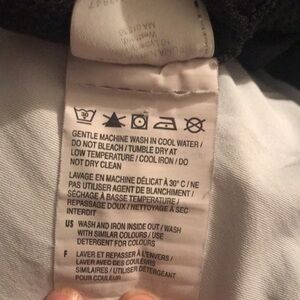 GENTLE MACHINE WASH IN COOL WATER /
DO NOT BLEACH / TUMBLE DRY AT
LOW TEMPERATURE / COOL IRON / DO NOT
DRY CLEAN
LAVAGE EN MACHINE DÉLICAT À 30° C / NE
PAS UTILISER AGENT DE BLANCHIMENT /
SÉCHAGE À BASSE TEMPERATURE /
REPASSAGE DOUX / NETTOYAGE À SEC
INTERDIT
US WASH AND IRON INSIDE OUT / WASH
WITH SIMILAR COLOURS / USE
DETERGENT FOR COLOURS
F LAVER ET REPASSER À L'ENVERS /
LAVER AVEC DES COULEURS
SIMILAIRES / UTILISER DÉTERGENT
POUR COULEUR